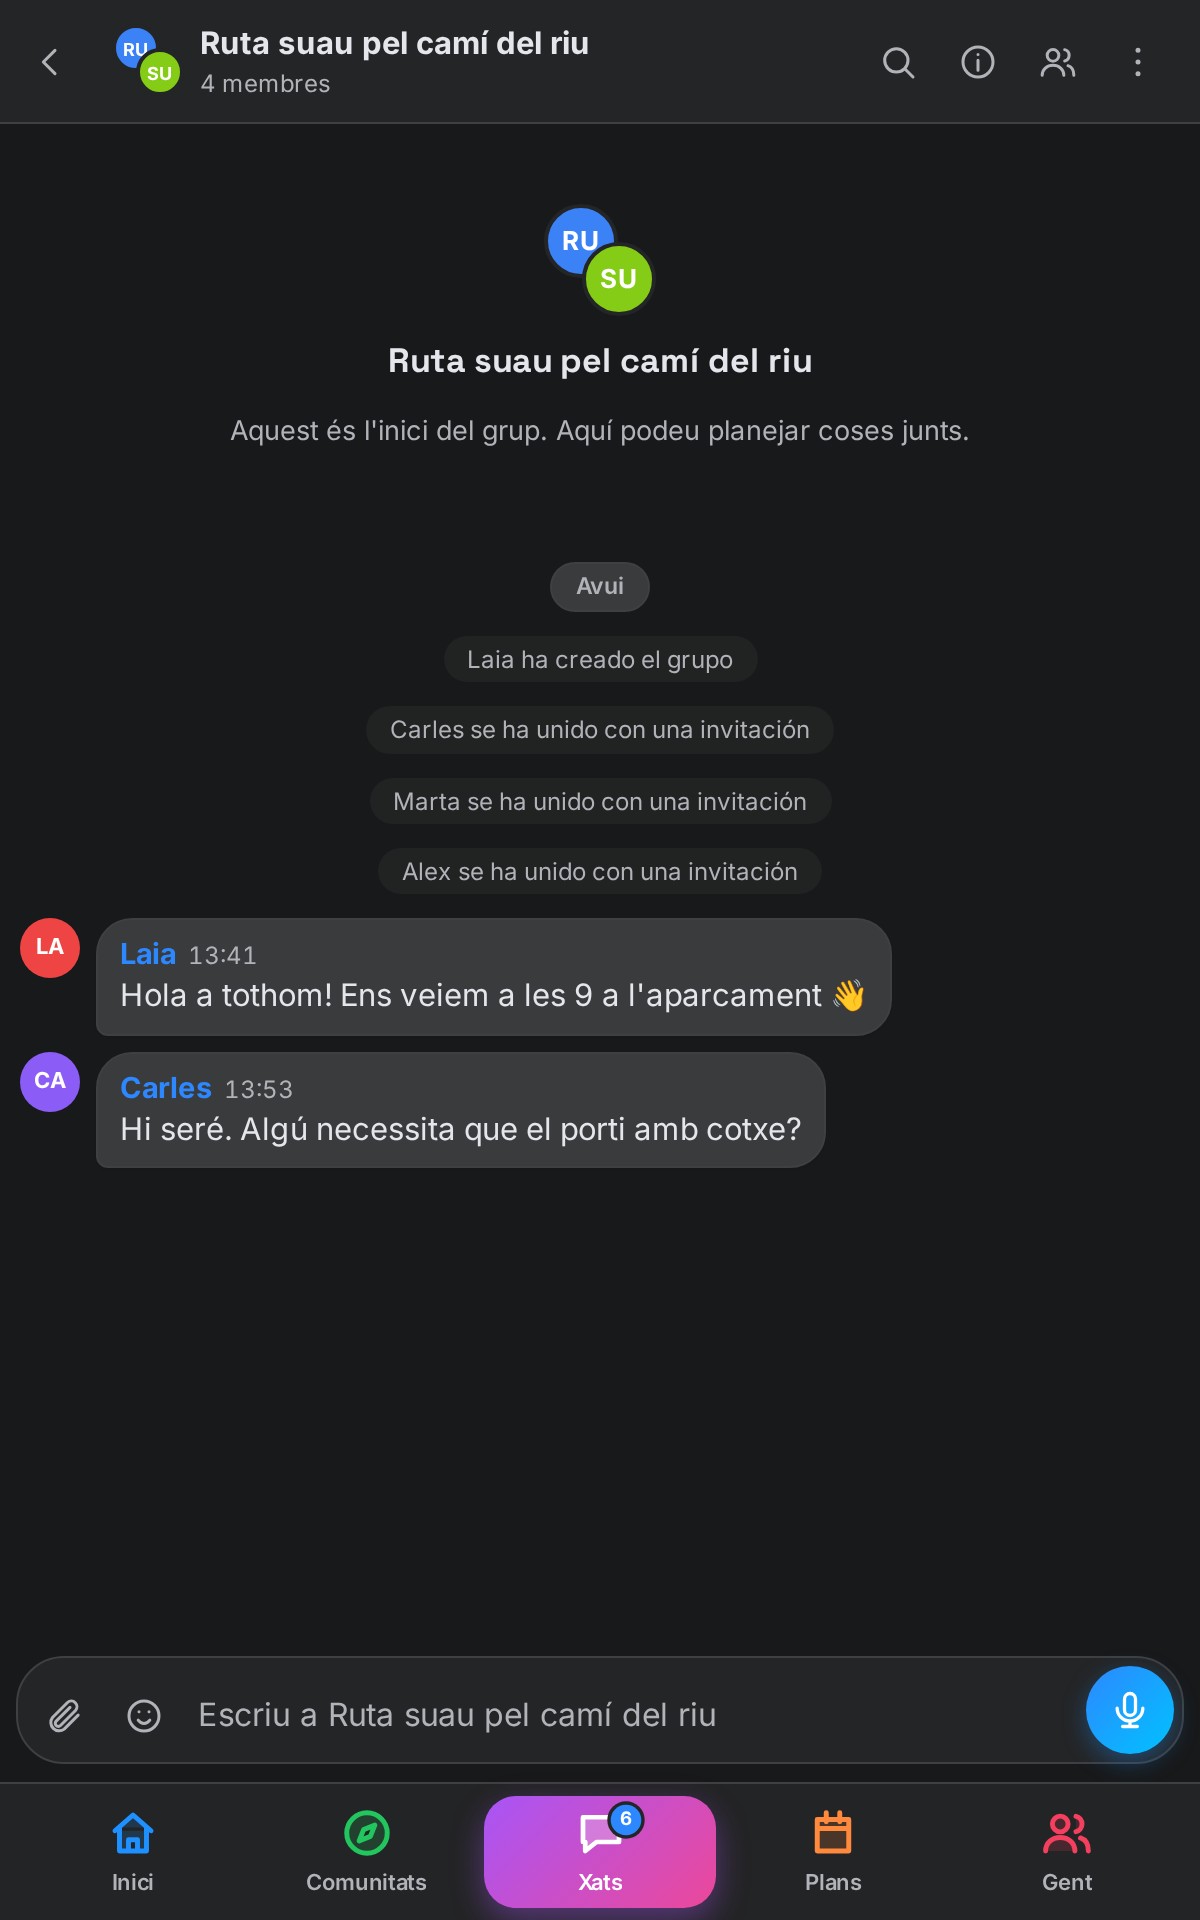 RU
SU
Ruta suau pel camí del riu
4 membres
RU
SU
Ruta suau pel camí del riu
Aquest és l'inici del grup. Aquí podeu planejar coses junts.
Avui
Laia ha creado el grupo
Carles se ha unido con una invitación
Marta se ha unido con una invitación
Alex se ha unido con una invitación
LA
Laia 13:41
Hola a tothom! Ens veiem a les 9 a l'aparcament 👋
CA
Carles 13:53
Hi seré. Algú necessita que el porti amb cotxe?
Escriu a Ruta suau pel camí del riu
6
Inici
Comunitats
Xats
Plans
Gent